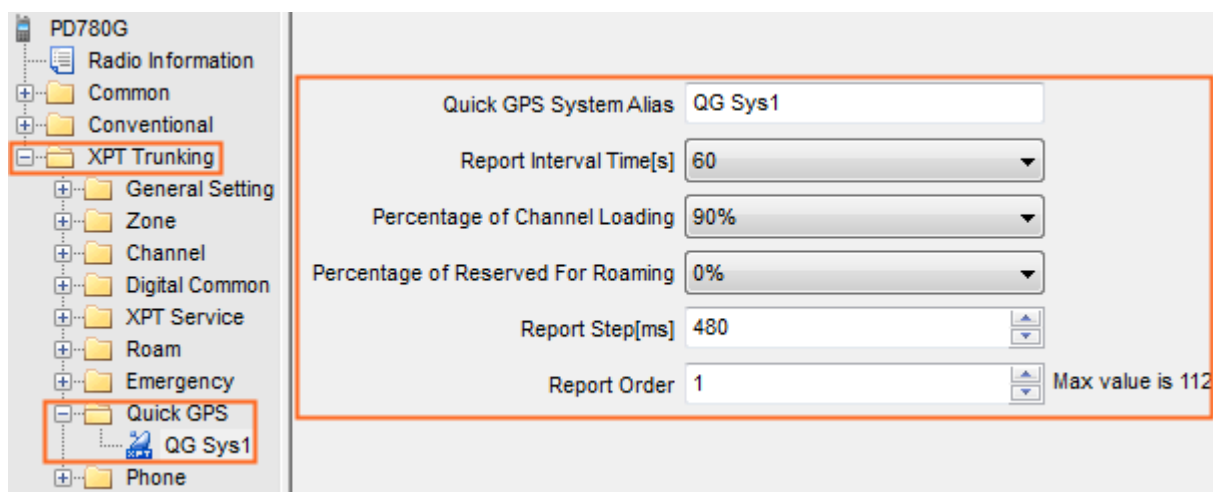 PD780G
Radio Information
Common
Conventional
XPT Trunking
General Setting
Zone
Channel
Digital Common
XPT Service
Roam
Emergency
Quick GPS
XPT QG Sys1
Phone
Quick GPS System Alias QG Sys1
Report Interval Time[s] 60
Percentage of Channel Loading 90%
Percentage of Reserved For Roaming 0%
Report Step[ms] 480
Report Order 1 Max value is 112